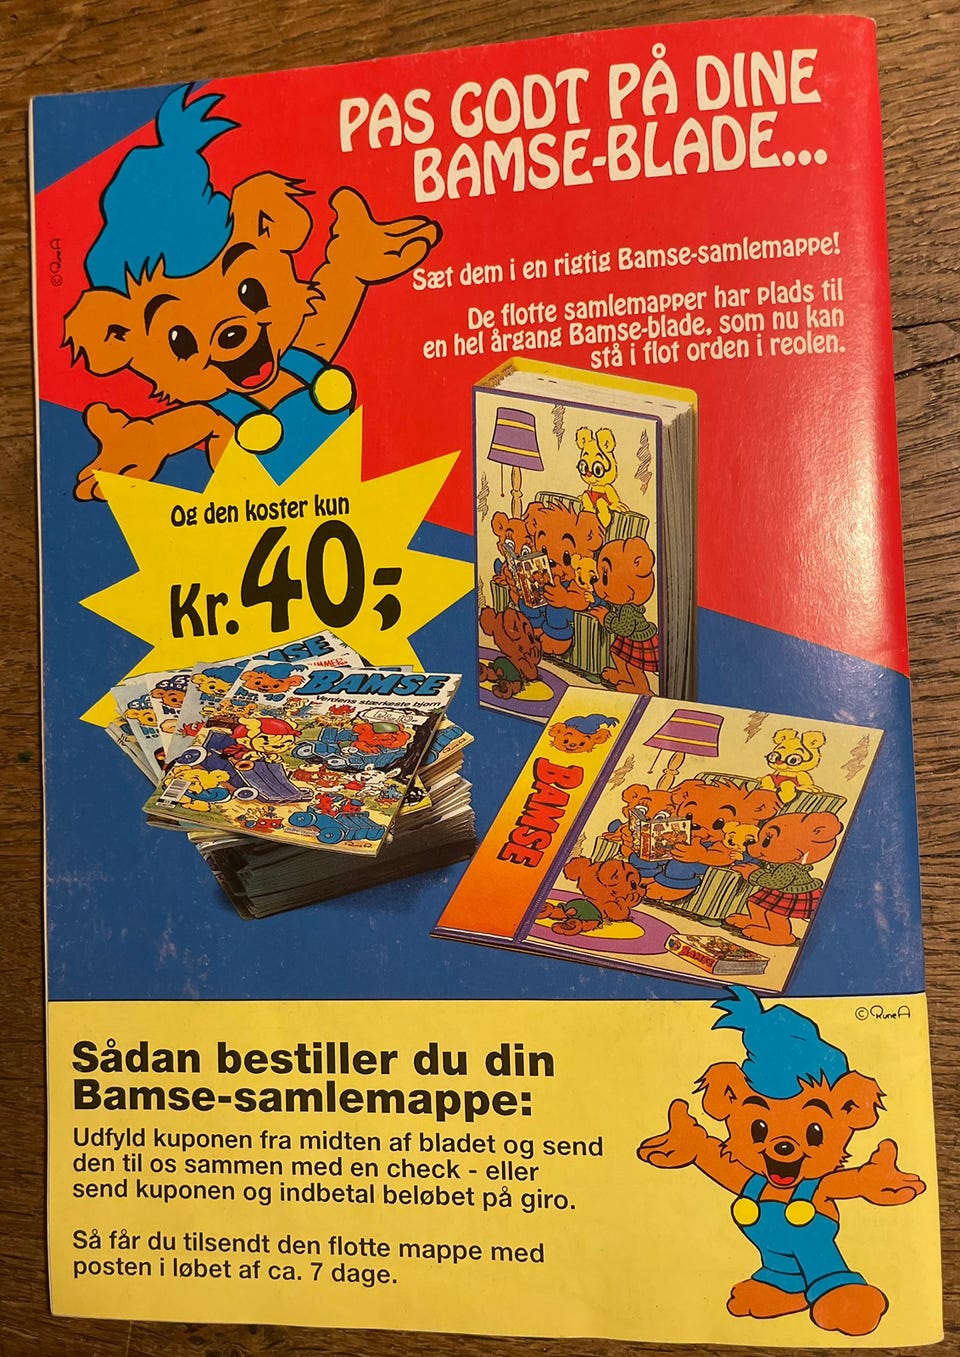 PAS GODT PÅ DINE
BAMSE-BLADE...
© Rune A
Sæt dem i en rigtig Bamse-samlemappe!
De flotte samlemapper har plads til
en hel årgang Bamse-blade, som nu kan
stå i flot orden i reolen.
Og den koster kun
Kr. 40,-
BAMSE
Verdens stærkeste bjørn
BAMSE
BAMSE
© Rune A
Sådan bestiller du din
Bamse-samlemappe:
Udfyld kuponen fra midten af bladet og send
den til os sammen med en check - eller
send kuponen og indbetal beløbet på giro.
Så får du tilsendt den flotte mappe med
posten i løbet af ca. 7 dage.